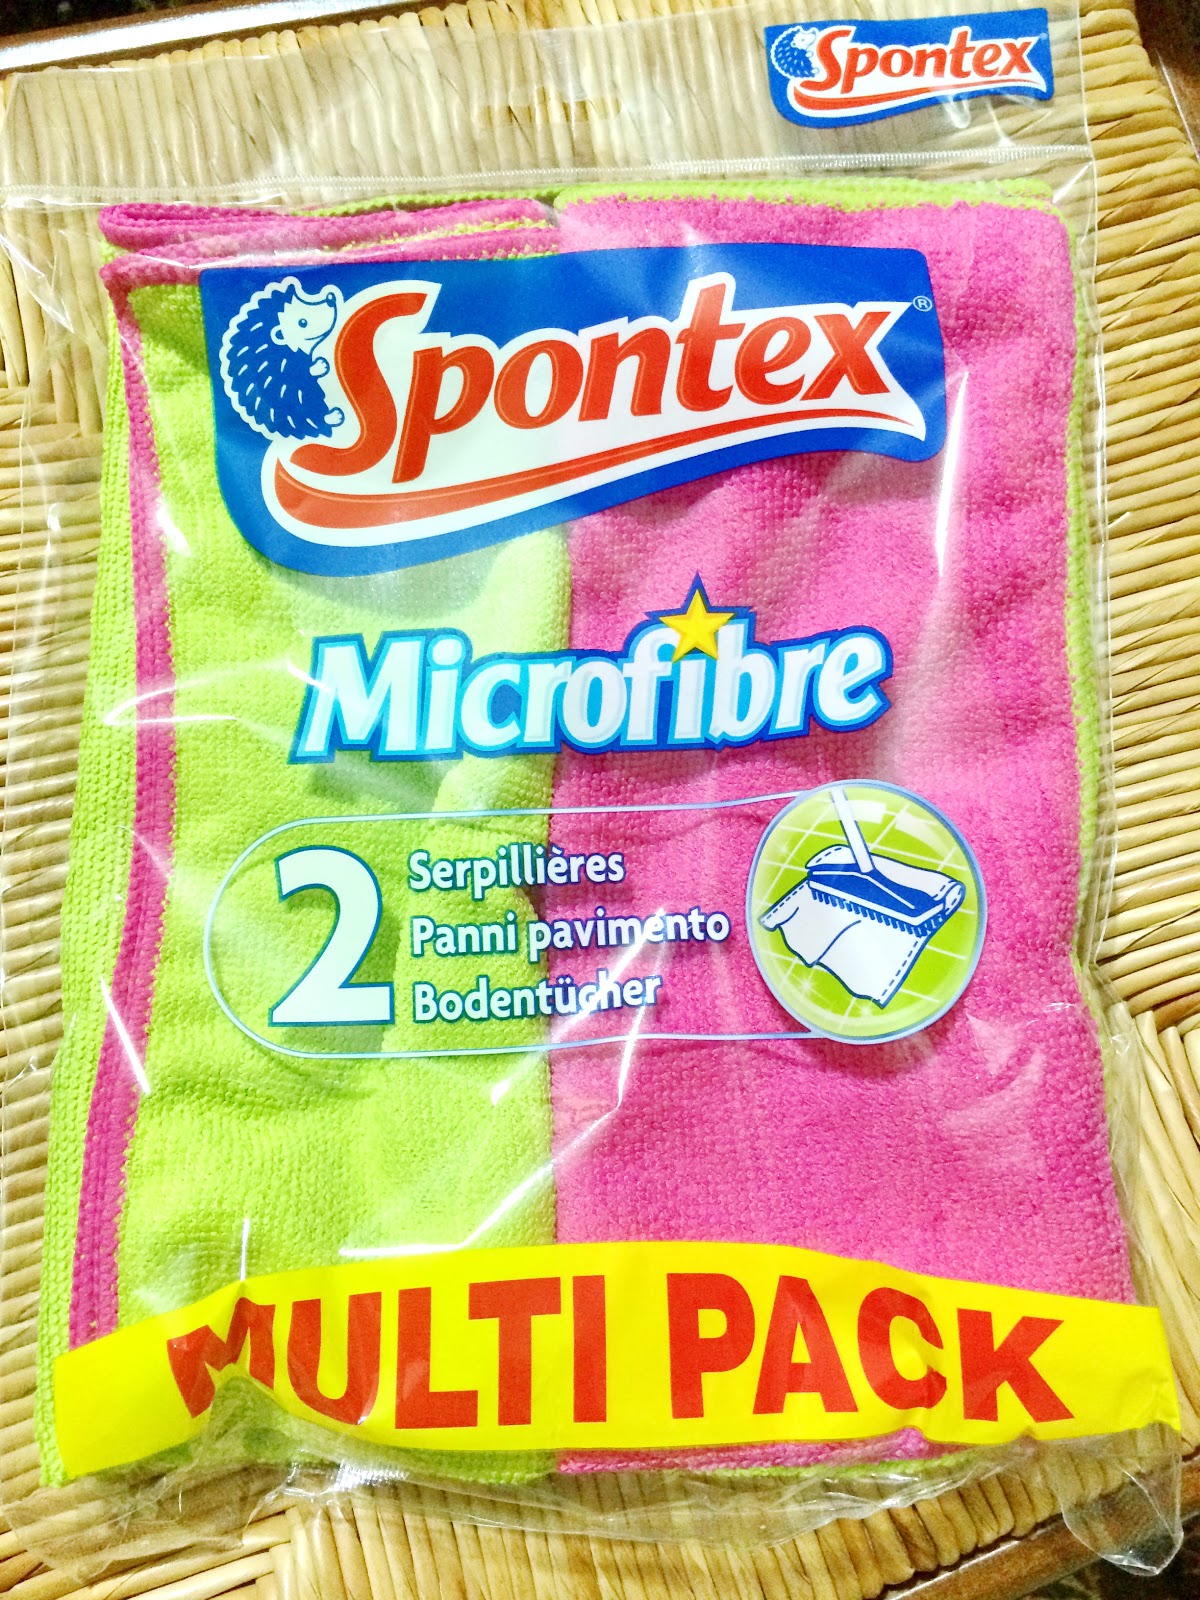 Spontex
Spontex®
Microfibre
2
Serpillières
Panni pavimento
Bodentücher
MULTI PACK